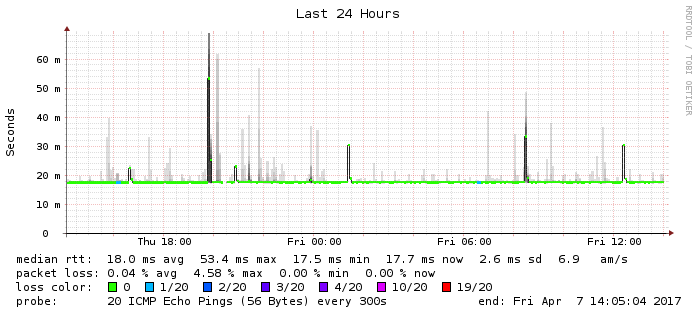 Last 24 Hours
RRDTOOL / TOBI OETIKER
Seconds
60 m
50 m
40 m
30 m
20 m
10 m
0
Thu 18:00 Fri 00:00 Fri 06:00 Fri 12:00
median rtt: 18.0 ms avg 53.4 ms max 17.5 ms min 17.7 ms now 2.6 ms sd 6.9 am/s
packet loss: 0.04 % avg 4.58 % max 0.00 % min 0.00 % now
loss color: 0 1/20 2/20 3/20 4/20 10/20 19/20
probe: 20 ICMP Echo Pings (56 Bytes) every 300s end: Fri Apr 7 14:05:04 2017